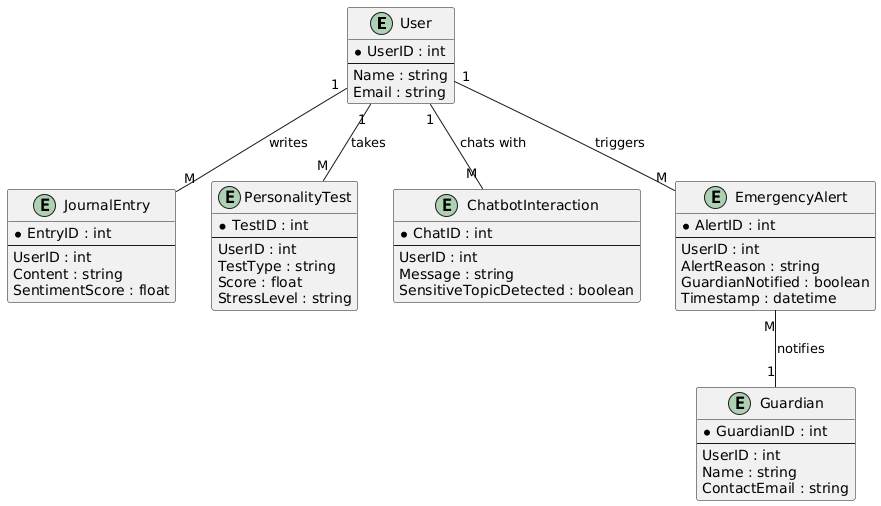 E User
* UserID : int
Name : string
Email : string
1
1
1
1
writes
takes
chats with
triggers
M
M
M
M
E JournalEntry
* EntryID : int
UserID : int
Content : string
SentimentScore : float
E PersonalityTest
* TestID : int
UserID : int
TestType : string
Score : float
StressLevel : string
E ChatbotInteraction
* ChatID : int
UserID : int
Message : string
SensitiveTopicDetected : boolean
E EmergencyAlert
* AlertID : int
UserID : int
AlertReason : string
GuardianNotified : boolean
Timestamp : datetime
M
notifies
1
E Guardian
* GuardianID : int
UserID : int
Name : string
ContactEmail : string